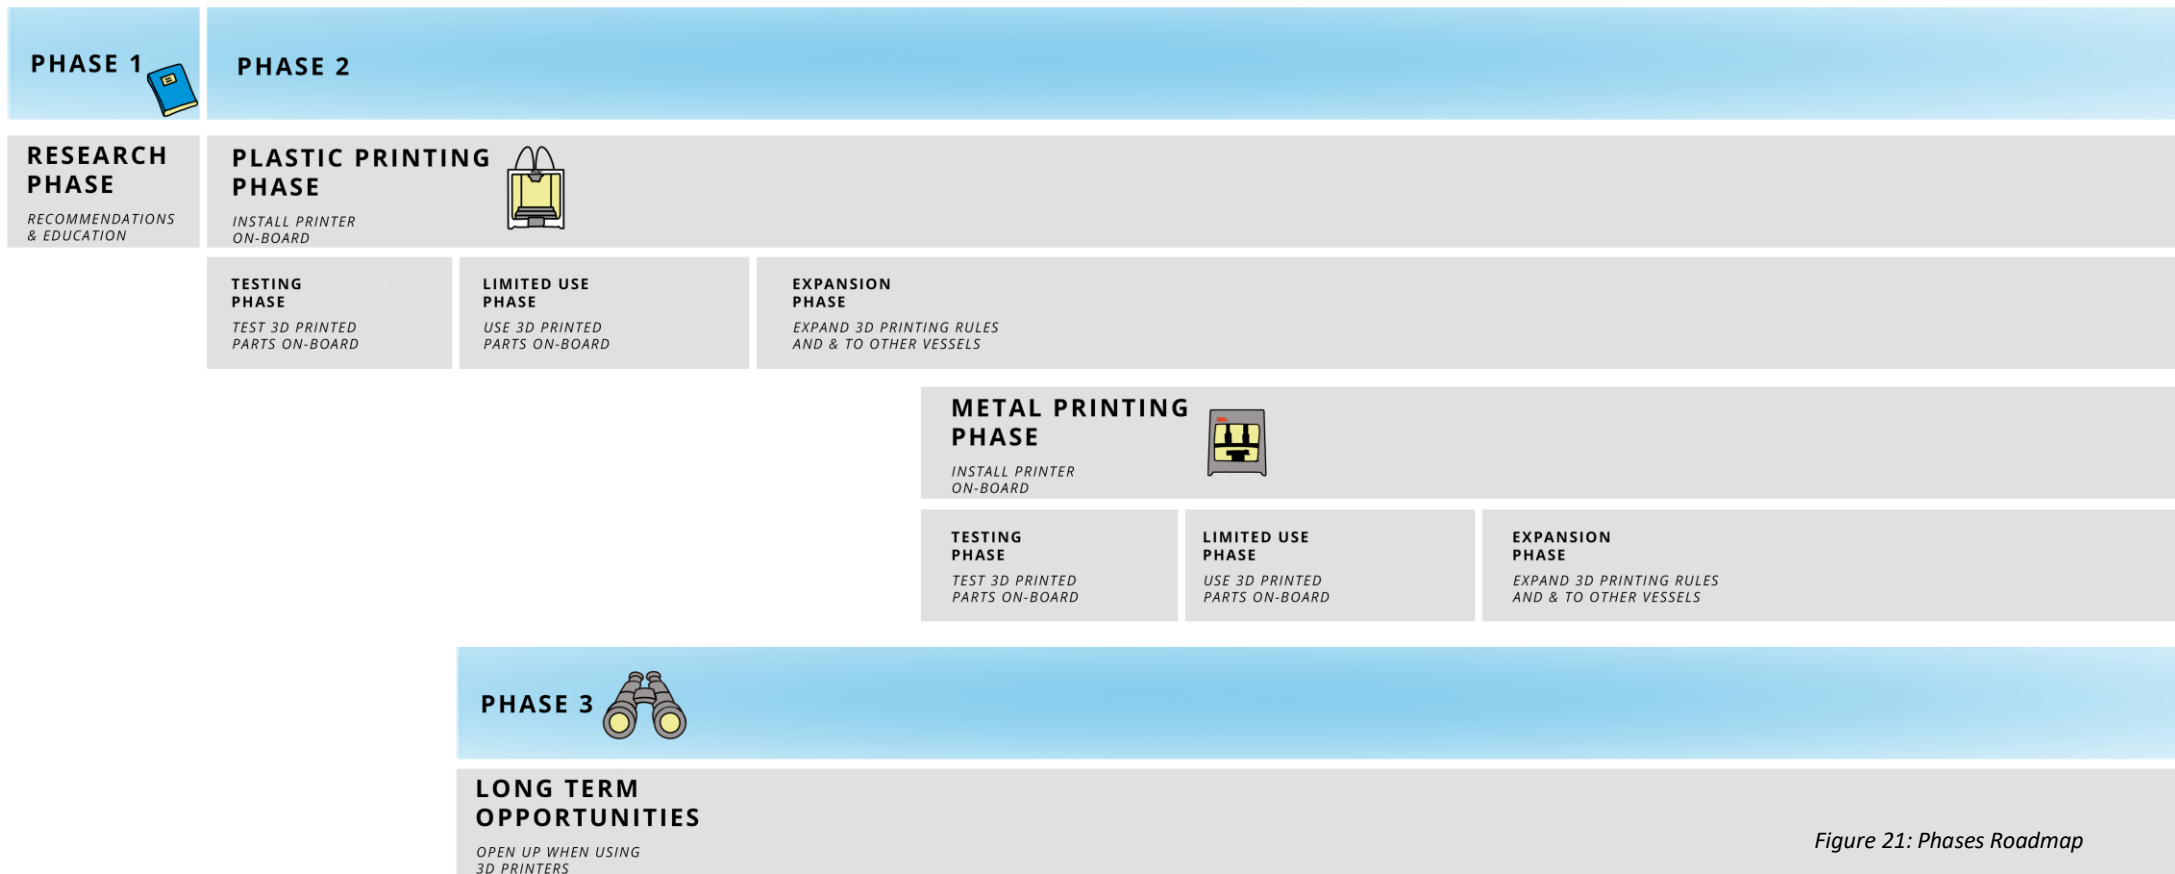 PHASE 1
PHASE 2
RESEARCH
PHASE
RECOMMENDATIONS
& EDUCATION
PLASTIC PRINTING
PHASE
INSTALL PRINTER
ON-BOARD
TESTING
PHASE
TEST 3D PRINTED
PARTS ON-BOARD
LIMITED USE
PHASE
USE 3D PRINTED
PARTS ON-BOARD
EXPANSION
PHASE
EXPAND 3D PRINTING RULES
AND & TO OTHER VESSELS
METAL PRINTING
PHASE
INSTALL PRINTER
ON-BOARD
TESTING
PHASE
TEST 3D PRINTED
PARTS ON-BOARD
LIMITED USE
PHASE
USE 3D PRINTED
PARTS ON-BOARD
EXPANSION
PHASE
EXPAND 3D PRINTING RULES
AND & TO OTHER VESSELS
PHASE 3
LONG TERM
OPPORTUNITIES
OPEN UP WHEN USING
3D PRINTERS
Figure 21: Phases Roadmap